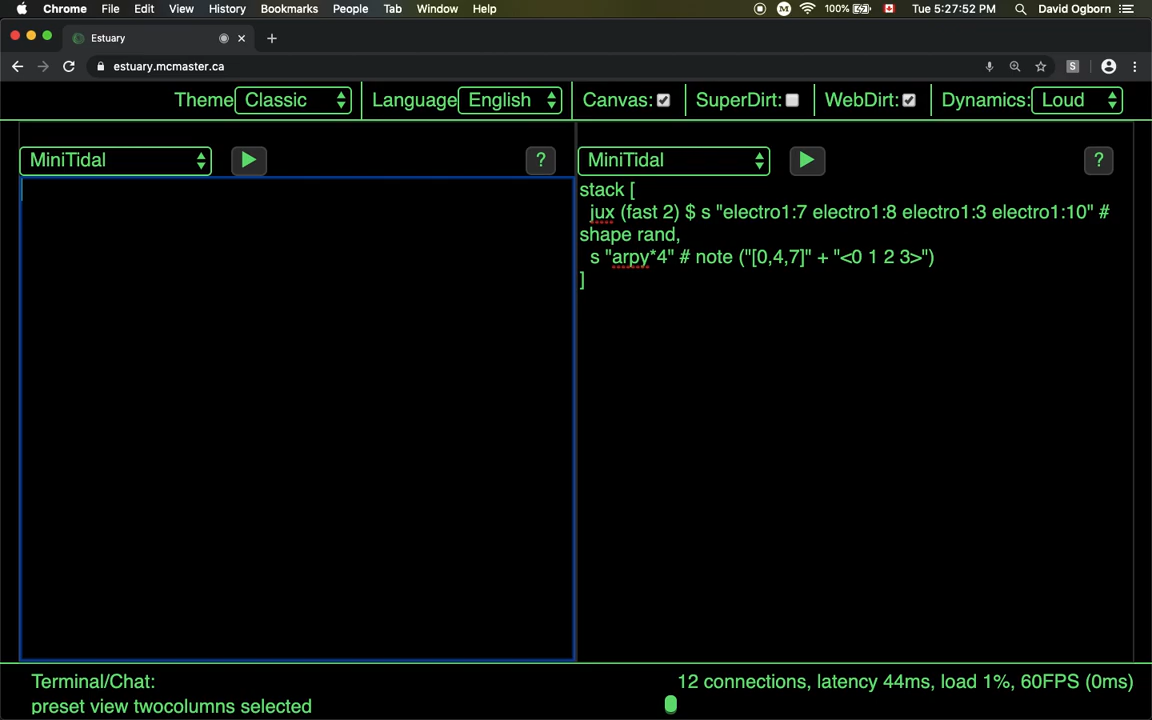 Chrome File Edit View History Bookmarks People Tab Window Help M 100% Tue 5:27:52 PM David Ogborn
Estuary
estuary.mcmaster.ca S
Theme Classic Language English Canvas: SuperDirt: WebDirt: Dynamics: Loud
MiniTidal ? MiniTidal ?
stack [
jux (fast 2) $ s "electro1:7 electro1:8 electro1:3 electro1:10" #
shape rand,
s "arpy*4" # note ("[0,4,7]" + "<0 1 2 3>")
]
Terminal/Chat: 12 connections, latency 44ms, load 1%, 60FPS (0ms)
preset view twocolumns selected